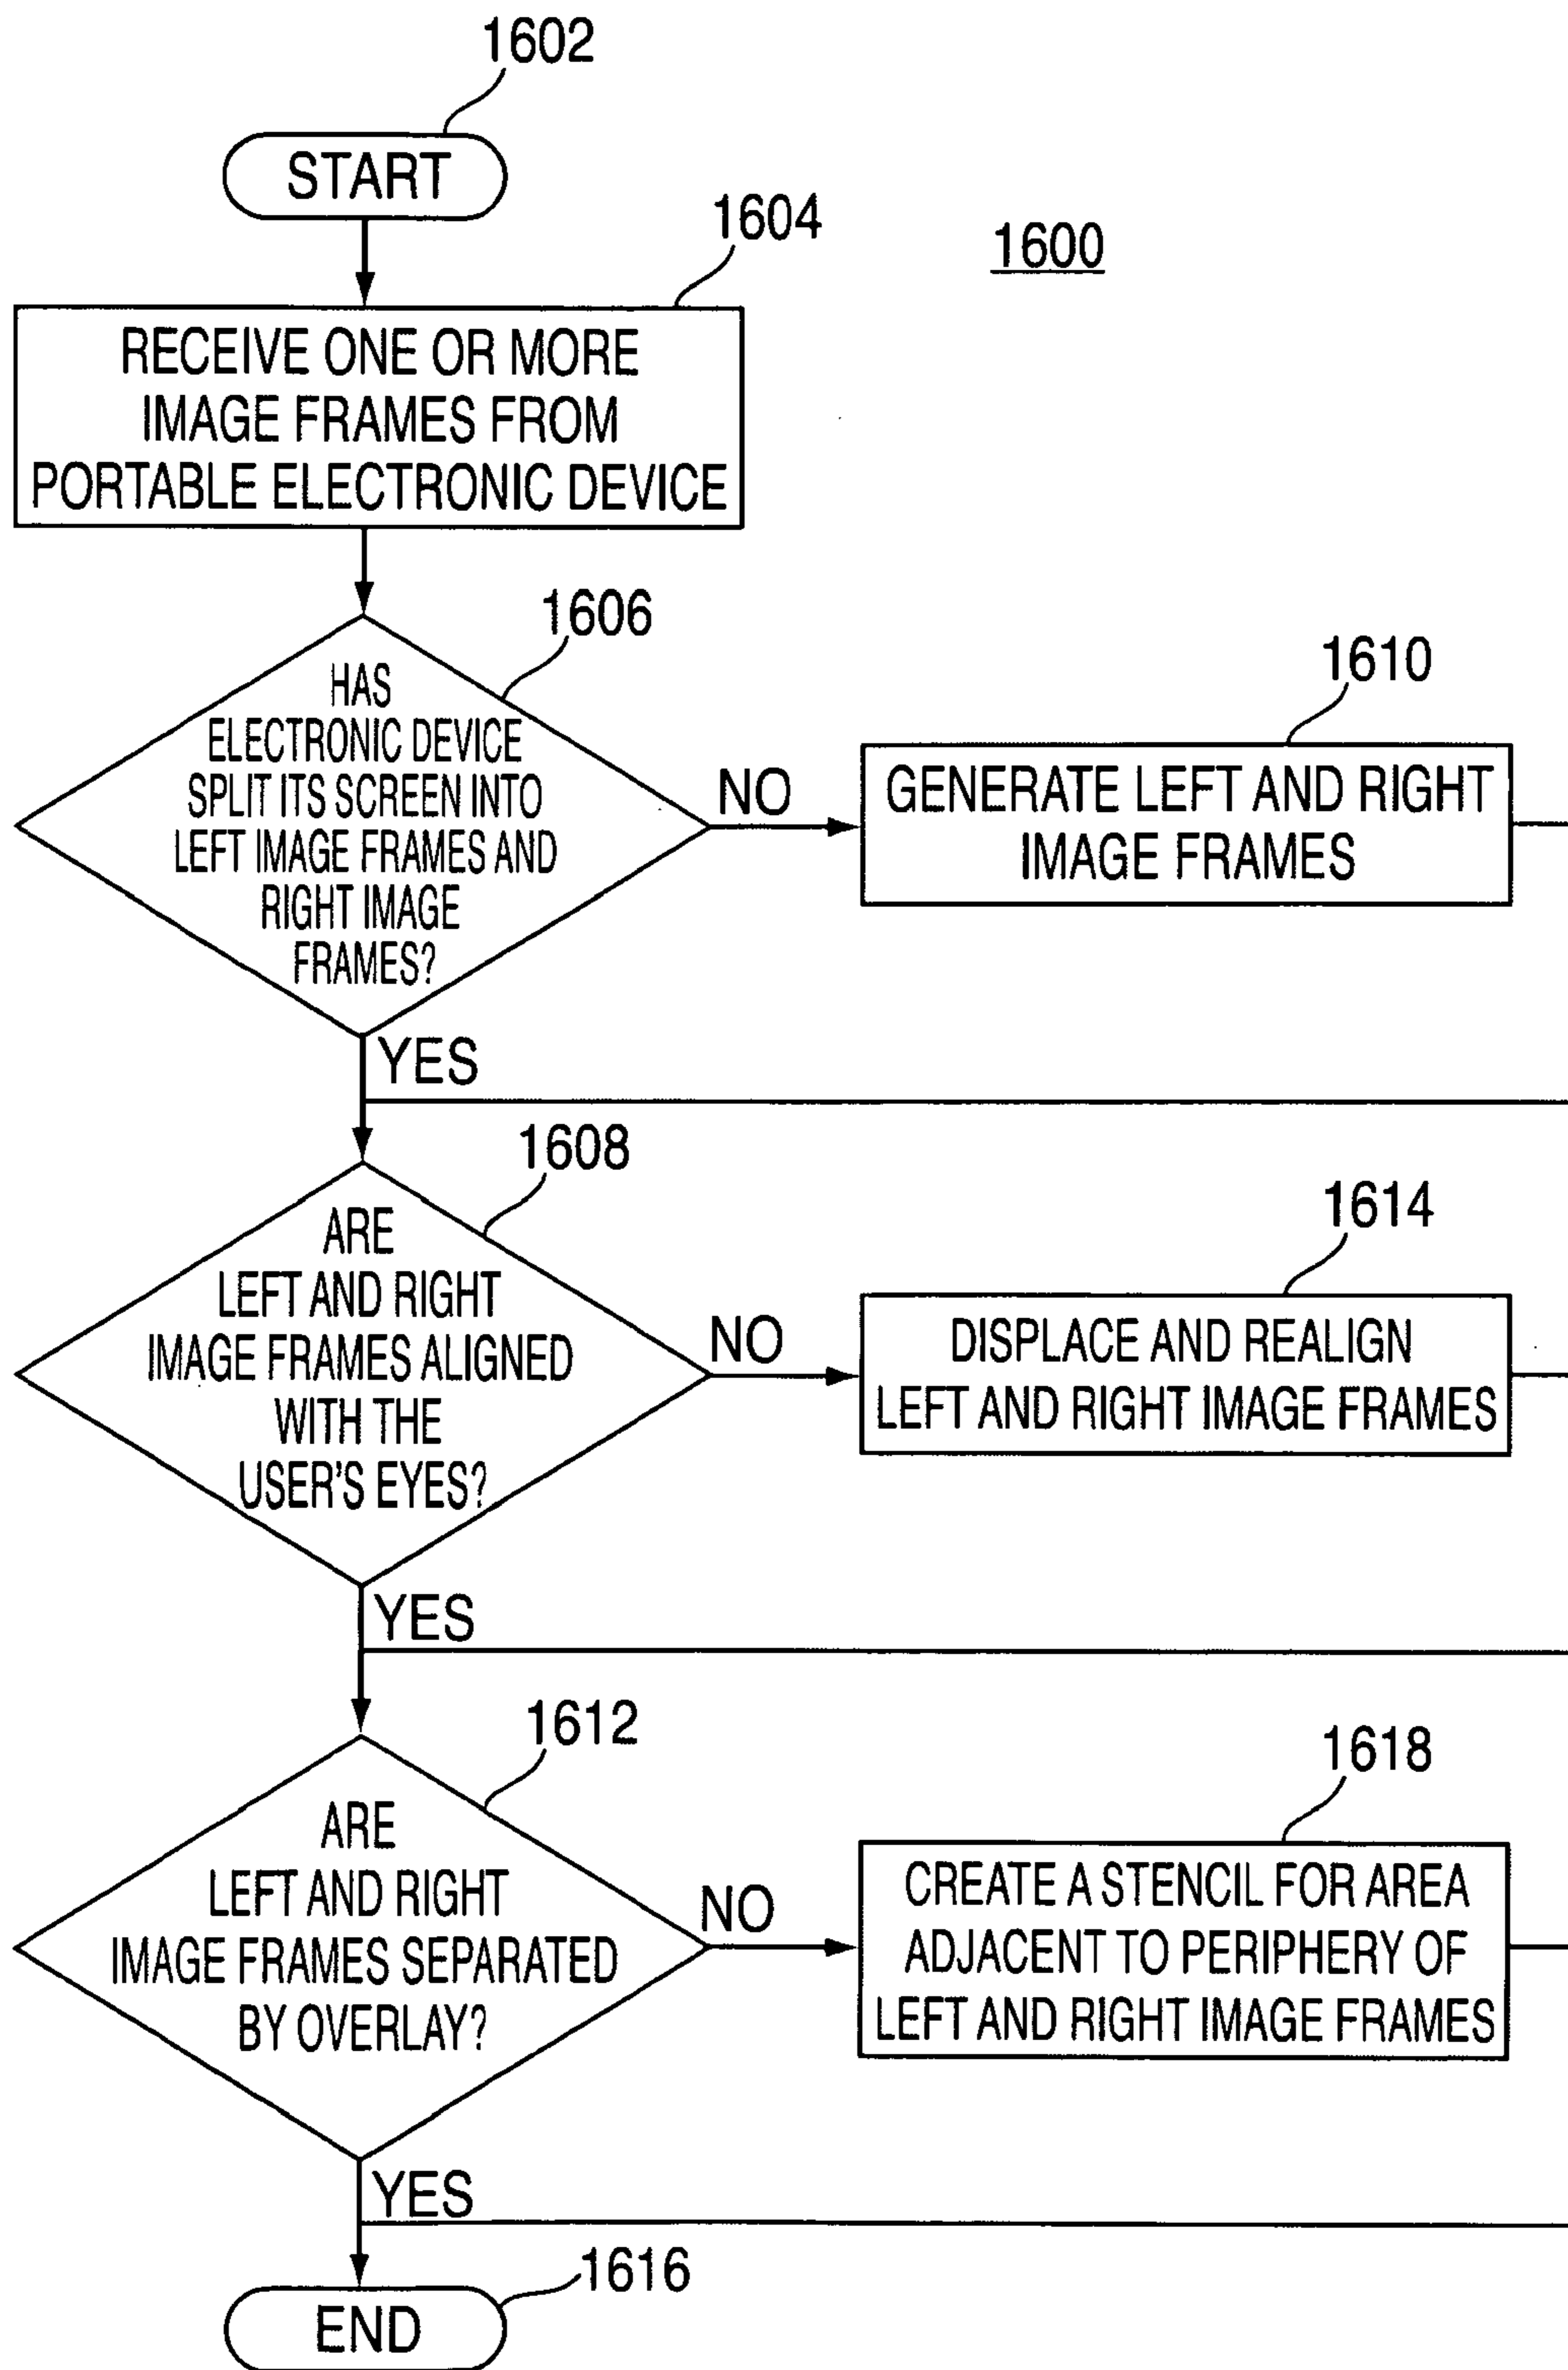 1602
START
1604
1600
RECEIVE ONE OR MORE
IMAGE FRAMES FROM
PORTABLE ELECTRONIC DEVICE
1606
HAS
ELECTRONIC DEVICE
SPLIT ITS SCREEN INTO
LEFT IMAGE FRAMES AND
RIGHT IMAGE
FRAMES?
NO
1610
GENERATE LEFT AND RIGHT
IMAGE FRAMES
YES
1608
ARE
LEFT AND RIGHT
IMAGE FRAMES ALIGNED
WITH THE
USER'S EYES?
NO
1614
DISPLACE AND REALIGN
LEFT AND RIGHT IMAGE FRAMES
YES
1612
ARE
LEFT AND RIGHT
IMAGE FRAMES SEPARATED
BY OVERLAY?
NO
1618
CREATE A STENCIL FOR AREA
ADJACENT TO PERIPHERY OF
LEFT AND RIGHT IMAGE FRAMES
YES
1616
END